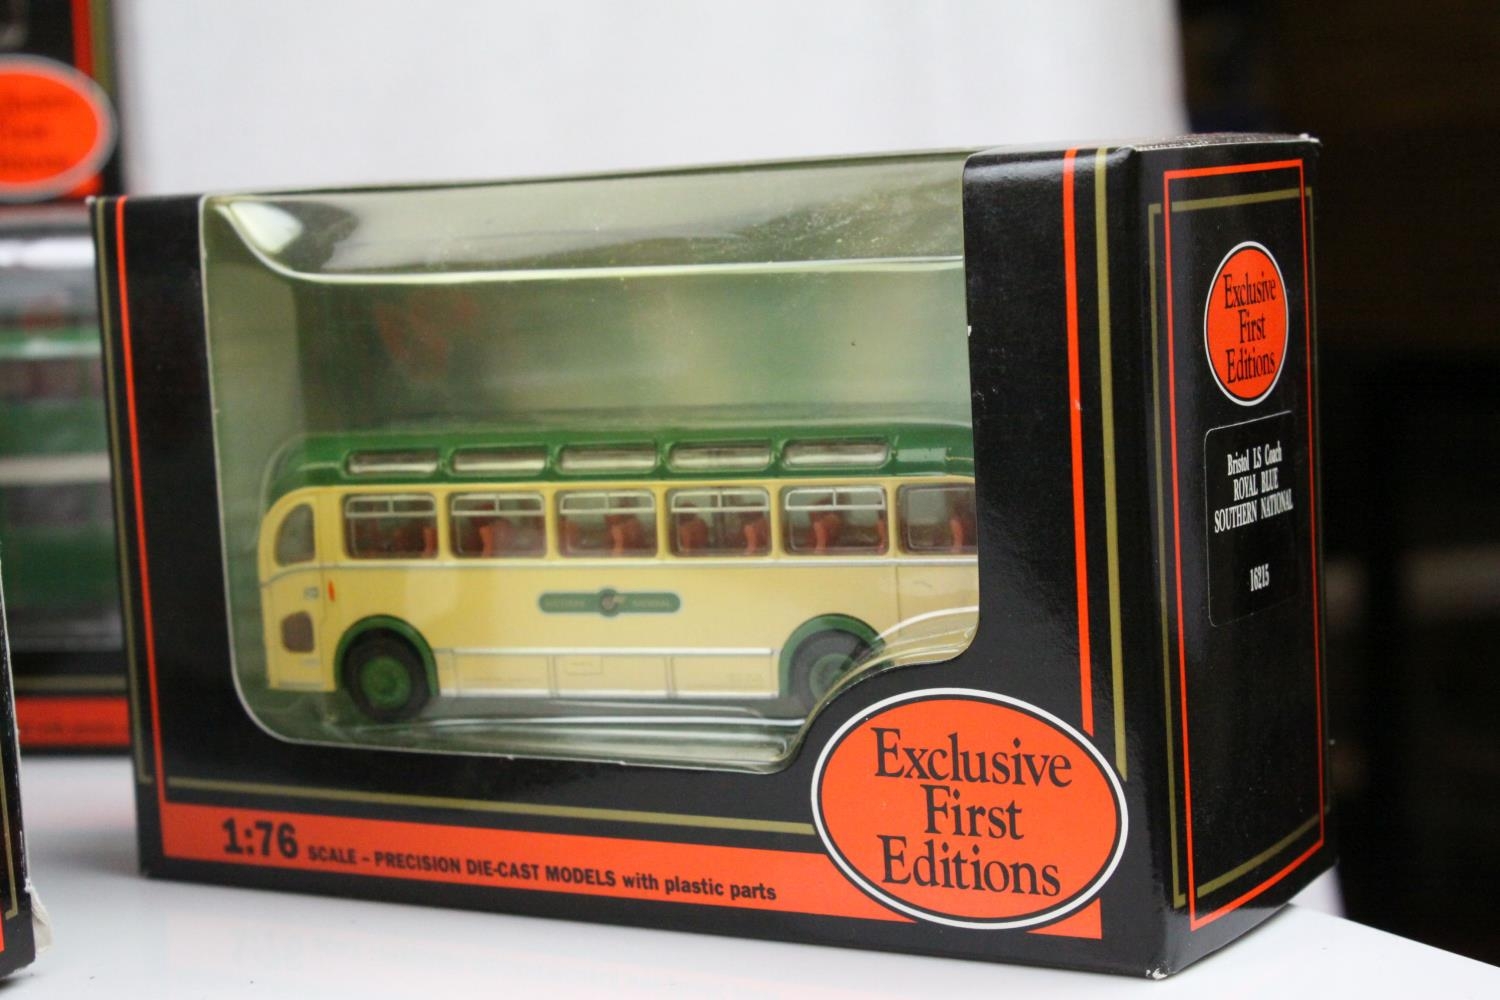 Exclusive
First
Editions
Bristol LS Coach
ROYAL BLUE
SOUTHERN NATIONAL
16215
1:76 SCALE - PRECISION DIE-CAST MODELS with plastic parts
Exclusive
First
Editions